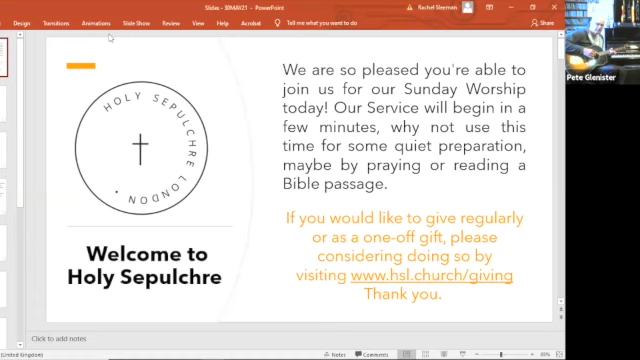 Slides - 30MAY21 - PowerPoint
Rachel Sleeman
Design Transitions Animations Slide Show Review View Help Acrobat Tell me what you want to do Share
Pete Glenister
HOLY SEPULCHRE LONDON •
Welcome to
Holy Sepulchre
We are so pleased you're able to
join us for our Sunday Worship
today! Our Service will begin in a
few minutes, why not use this
time for some quiet preparation,
maybe by praying or reading a
Bible passage.
If you would like to give regularly
or as a one-off gift, please
considering doing so by
visiting www.hsl.church/giving
Thank you.
Click to add notes
(United Kingdom)
Notes Comments